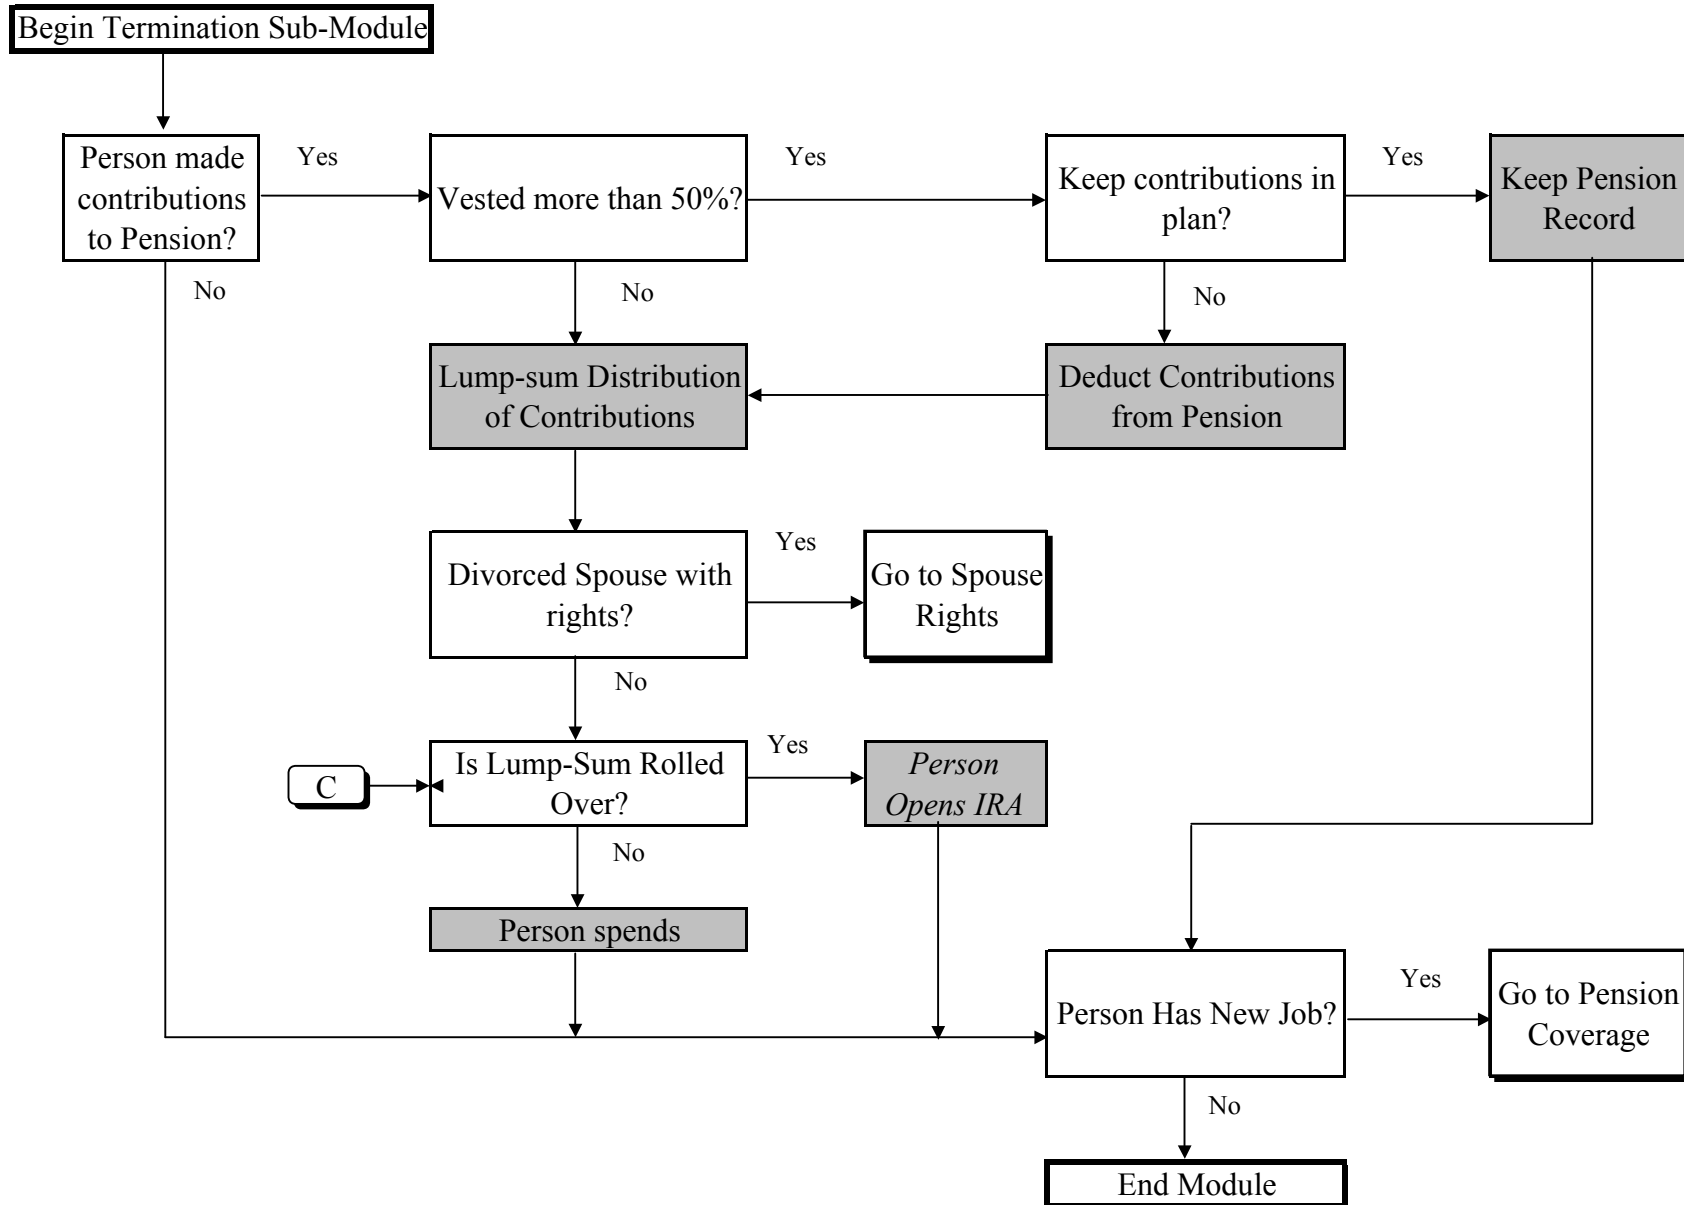 Begin Termination Sub-Module
Person made
contributions
to Pension?
Yes
Vested more than 50%?
Yes
Keep contributions in
plan?
Yes
Keep Pension
Record
No
No
No
Lump-sum Distribution
of Contributions
Deduct Contributions
from Pension
Divorced Spouse with
rights?
Yes
Go to Spouse
Rights
No
C
Is Lump-Sum Rolled
Over?
Yes
Person
Opens IRA
No
Person spends
Person Has New Job?
Yes
Go to Pension
Coverage
No
End Module